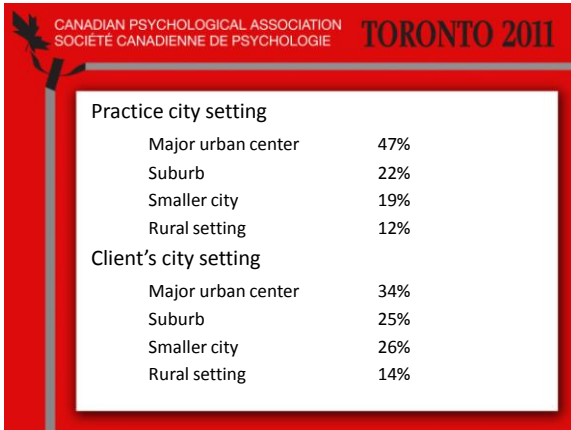 CANADIAN PSYCHOLOGICAL ASSOCIATION
SOCIÉTÉ CANADIENNE DE PSYCHOLOGIE
TORONTO 2011
Practice city setting
Major urban center 47%
Suburb 22%
Smaller city 19%
Rural setting 12%
Client's city setting
Major urban center 34%
Suburb 25%
Smaller city 26%
Rural setting 14%